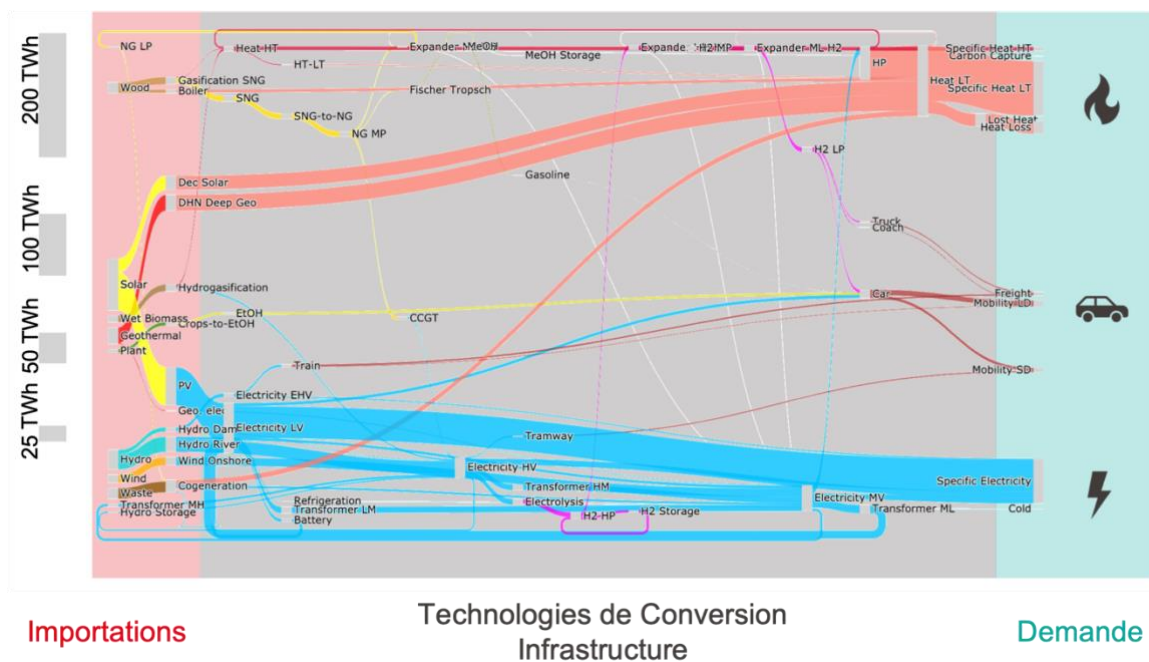 200 TWh
100 TWh
50 TWh
25 TWh
NG LP
Heat HT
HT-LT
Expander M
MeOH
MeOH Storage
Expande
H2 MP
Expander ML H2
HP
Specific Heat HT
Carbon Capture
Wood
Gasification SNG
Boiler
SNG
SNG-to-NG
NG MP
Fischer Tropsch
Heat LT
Specific Heat LT
Lost Heat
Heat Loss
H2 LP
Dec Solar
DHN Deep Geo
Gasoline
Truck
Coach
Solar
Hydrogasification
Wet Biomass
EtOH
Crops-to-EtOH
Geothermal
Plant
CCGT
Car
Freight
Mobility LD
Train
Mobility SD
PV
Electricity EHV
Geo. elec
Hydro Dam
Electricity LV
Hydro River
Tramway
Hydro
Wind Onshore
Electricity HV
Wind
Cogeneration
Waste
Transformer HM
Specific Electricity
Transformer MH
Hydro Storage
Refrigeration
Transformer LM
Battery
Electrolysis
H2 HP
H2 Storage
Electricity MV
Transformer ML
Cold
Importations
Technologies de Conversion
Infrastructure
Demande